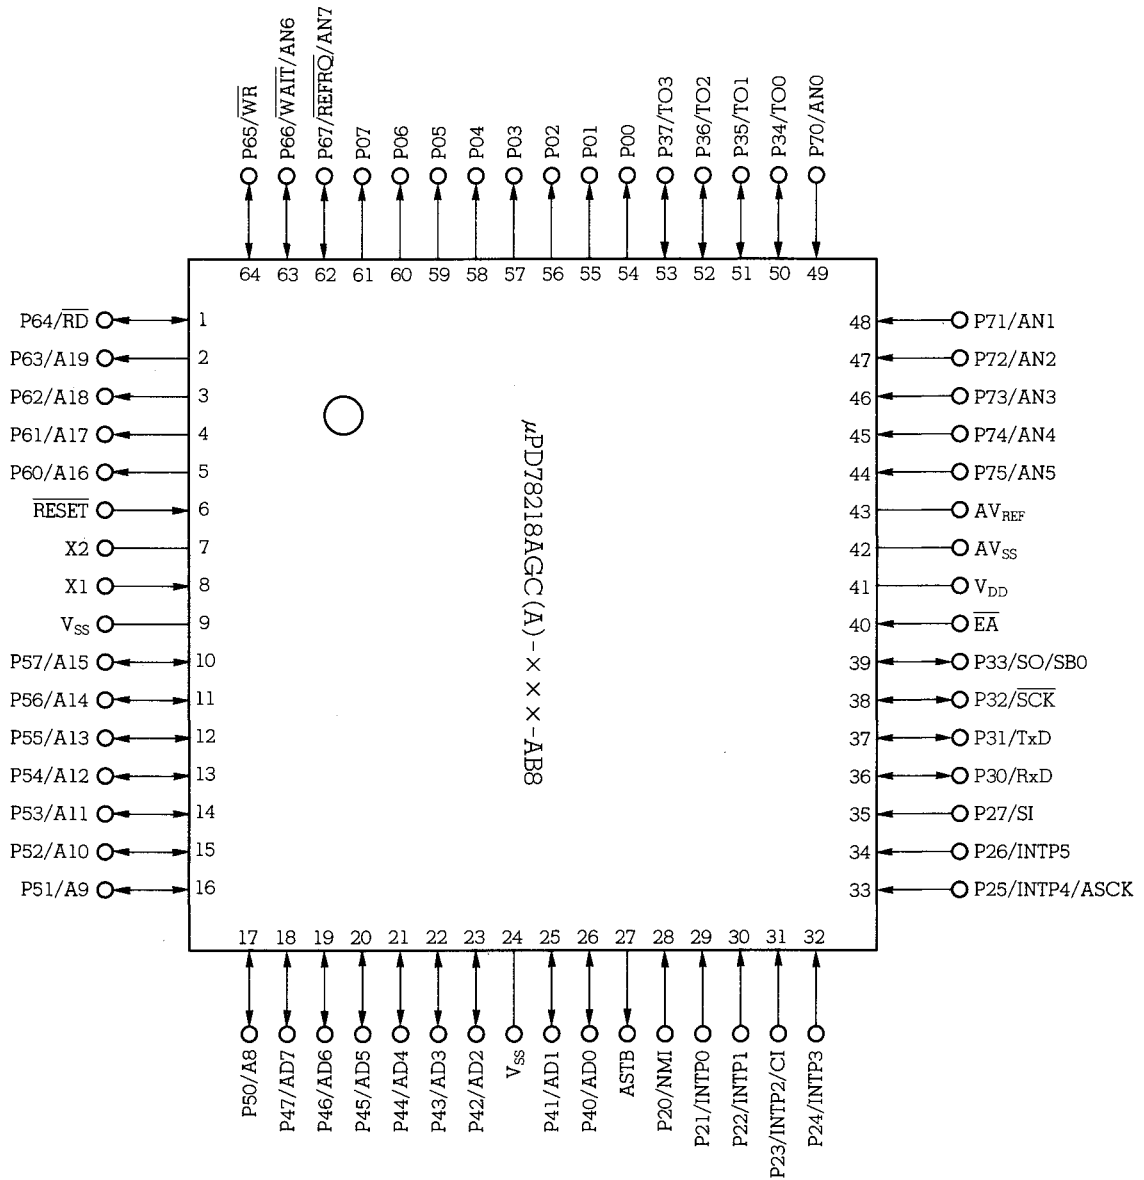 P65/W̅R̅
P66/W̅A̅I̅T̅/AN6
P67/R̅E̅F̅R̅Q̅/AN7
P07
P06
P05
P04
P03
P02
P01
P00
P37/TO3
P36/TO2
P35/TO1
P34/TO0
P70/AN0
64 63 62 61 60 59 58 57 56 55 54 53 52 51 50 49
P64/R̅D̅ 1
P63/A19 2
P62/A18 3
P61/A17 4
P60/A16 5
R̅E̅S̅E̅T̅ 6
X2 7
X1 8
VSS 9
P57/A15 10
P56/A14 11
P55/A13 12
P54/A12 13
P53/A11 14
P52/A10 15
P51/A9 16
μPD78218AGC(A)-×××-AB8
48 P71/AN1
47 P72/AN2
46 P73/AN3
45 P74/AN4
44 P75/AN5
43 AVREF
42 AVSS
41 VDD
40 E̅A̅
39 P33/SO/SB0
38 P32/S̅C̅K̅
37 P31/TxD
36 P30/RxD
35 P27/SI
34 P26/INTP5
33 P25/INTP4/ASCK
17 18 19 20 21 22 23 24 25 26 27 28 29 30 31 32
P50/A8
P47/AD7
P46/AD6
P45/AD5
P44/AD4
P43/AD3
P42/AD2
VSS
P41/AD1
P40/AD0
ASTB
P20/NMI
P21/INTP0
P22/INTP1
P23/INTP2/CI
P24/INTP3